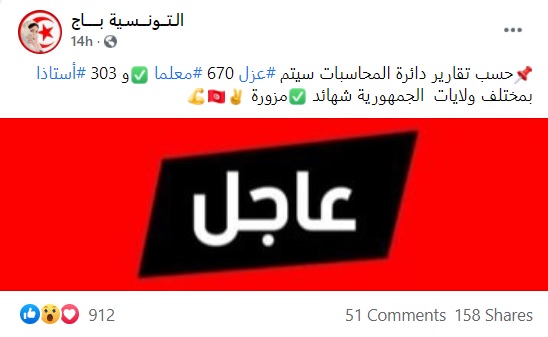 التـونـسية بـــاج
14h ·
📌حسب تقارير دائرة المحاسبات سيتم #عزل 670 #معلما ✅و 303 #أستاذا
بمختلف ولايات الجمهورية شهائد ✅مزورة ✌️🇹🇳💪
عاجل
912
51 Comments 158 Shares